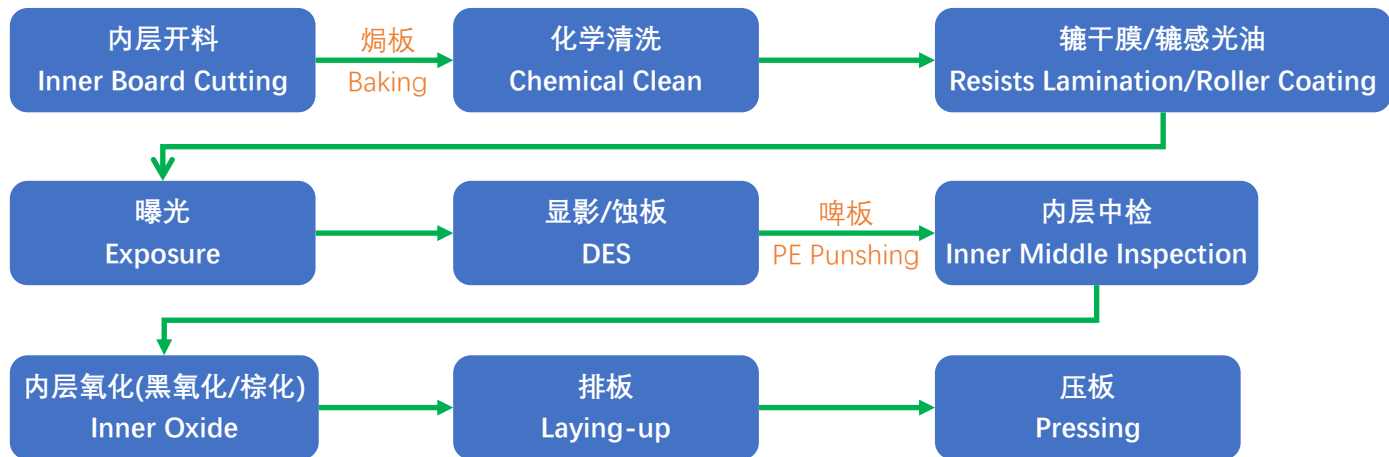 内层开料
Inner Board Cutting
焗板
Baking
化学清洗
Chemical Clean
辘干膜/辘感光油
Resists Lamination/Roller Coating
曝光
Exposure
显影/蚀板
DES
啤板
PE Punshing
内层中检
Inner Middle Inspection
内层氧化(黑氧化/棕化)
Inner Oxide
排板
Laying-up
压板
Pressing